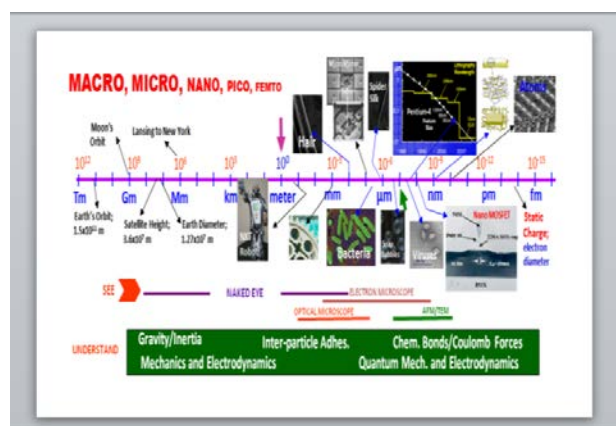 MACRO, MICRO, NANO, PICO, FEMTO
Moon's
Orbit
Lansing to New York
Hair
Spider
Silk
Pentium-4
Atoms
10¹² 10⁹ 10⁶ 10³ 10⁰ 10⁻³ 10⁻⁶ 10⁻⁹ 10⁻¹² 10⁻¹⁵
Tm Gm Mm km meter mm µm nm pm fm
Earth's Orbit;
Satellite Height;
3.6x10⁷ m
Earth Diameter;
1.27x10⁷ m
Robot
Bacteria
Viruses
Nano MOSFET
Static
Charge;
electron
diameter
SEE
NAKED EYE
ELECTRON MICROSCOPE
OPTICAL MICROSCOPE
AFM/TEM
UNDERSTAND
Gravity/Inertia
Inter-particle Adhes.
Chem. Bonds/Coulomb Forces
Mechanics and Electrodynamics
Quantum Mech. and Electrodynamics